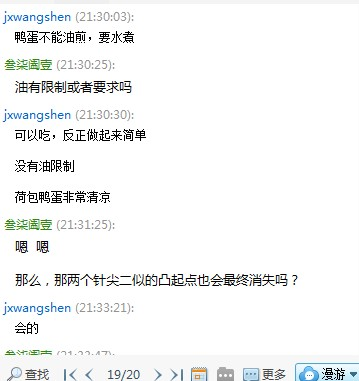 jxwangshen (21:30:03):
鸭蛋不能油煎，要水煮
叁柒阖壹 (21:30:25):
油有限制或者要求吗
jxwangshen (21:30:30):
可以吃，反正做起来简单
没有油限制
荷包鸭蛋非常清凉
叁柒阖壹 (21:31:25):
嗯 嗯
那么，那两个针尖二似的凸起点也会最终消失吗？
jxwangshen (21:33:21):
会的
叁柒阖壹
查找
19/20
更多
漫游